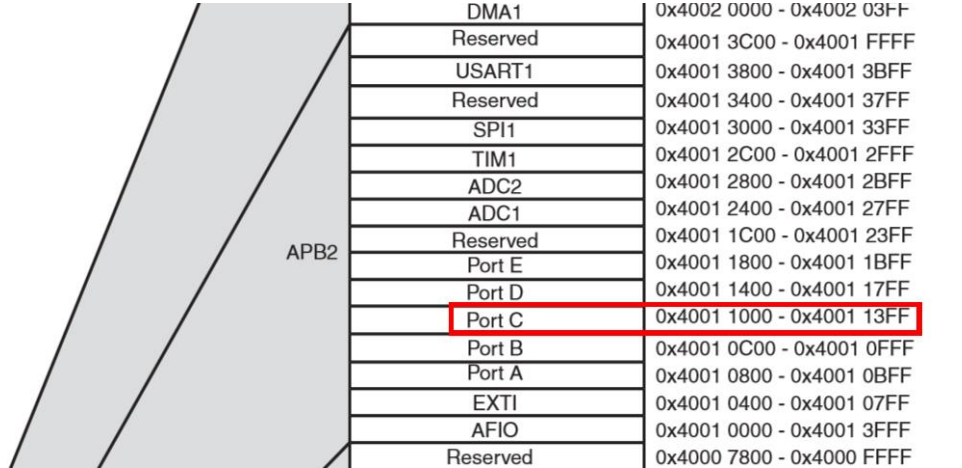 DMA1 0x4002 0000 - 0x4002 03FF
Reserved 0x4001 3C00 - 0x4001 FFFF
USART1 0x4001 3800 - 0x4001 3BFF
Reserved 0x4001 3400 - 0x4001 37FF
SPI1 0x4001 3000 - 0x4001 33FF
TIM1 0x4001 2C00 - 0x4001 2FFF
ADC2 0x4001 2800 - 0x4001 2BFF
ADC1 0x4001 2400 - 0x4001 27FF
Reserved 0x4001 1C00 - 0x4001 23FF
APB2
Port E 0x4001 1800 - 0x4001 1BFF
Port D 0x4001 1400 - 0x4001 17FF
Port C 0x4001 1000 - 0x4001 13FF
Port B 0x4001 0C00 - 0x4001 0FFF
Port A 0x4001 0800 - 0x4001 0BFF
EXTI 0x4001 0400 - 0x4001 07FF
AFIO 0x4001 0000 - 0x4001 3FFF
Reserved 0x4000 7800 - 0x4000 FFFF